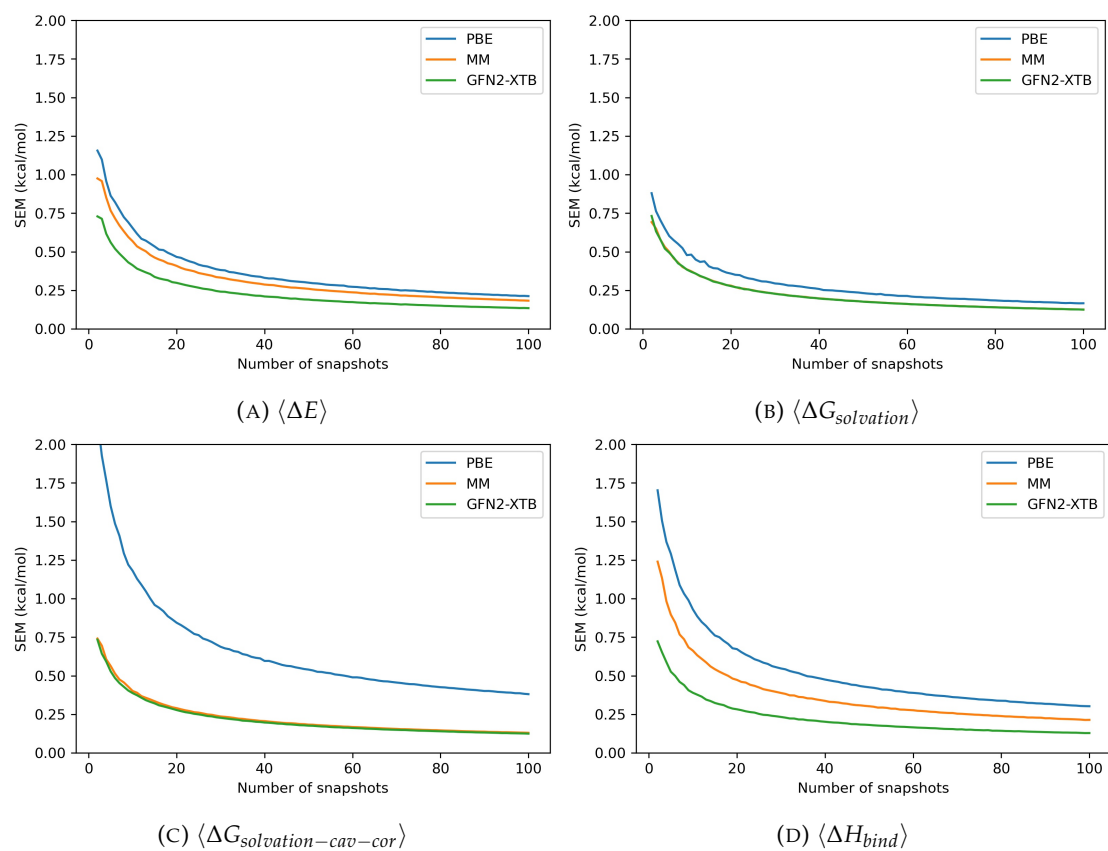 2.00
1.75
1.50
1.25
1.00
0.75
0.50
0.25
0.00
SEM (kcal/mol)
PBE
MM
GFN2-XTB
0 20 40 60 80 100
Number of snapshots
(A) ⟨ΔE⟩
2.00
1.75
1.50
1.25
1.00
0.75
0.50
0.25
0.00
SEM (kcal/mol)
PBE
MM
GFN2-XTB
0 20 40 60 80 100
Number of snapshots
(B) ⟨ΔG_solvation⟩
2.00
1.75
1.50
1.25
1.00
0.75
0.50
0.25
0.00
SEM (kcal/mol)
PBE
MM
GFN2-XTB
0 20 40 60 80 100
Number of snapshots
(C) ⟨ΔG_solvation−cav−cor⟩
2.00
1.75
1.50
1.25
1.00
0.75
0.50
0.25
0.00
SEM (kcal/mol)
PBE
MM
GFN2-XTB
0 20 40 60 80 100
Number of snapshots
(D) ⟨ΔH_bind⟩